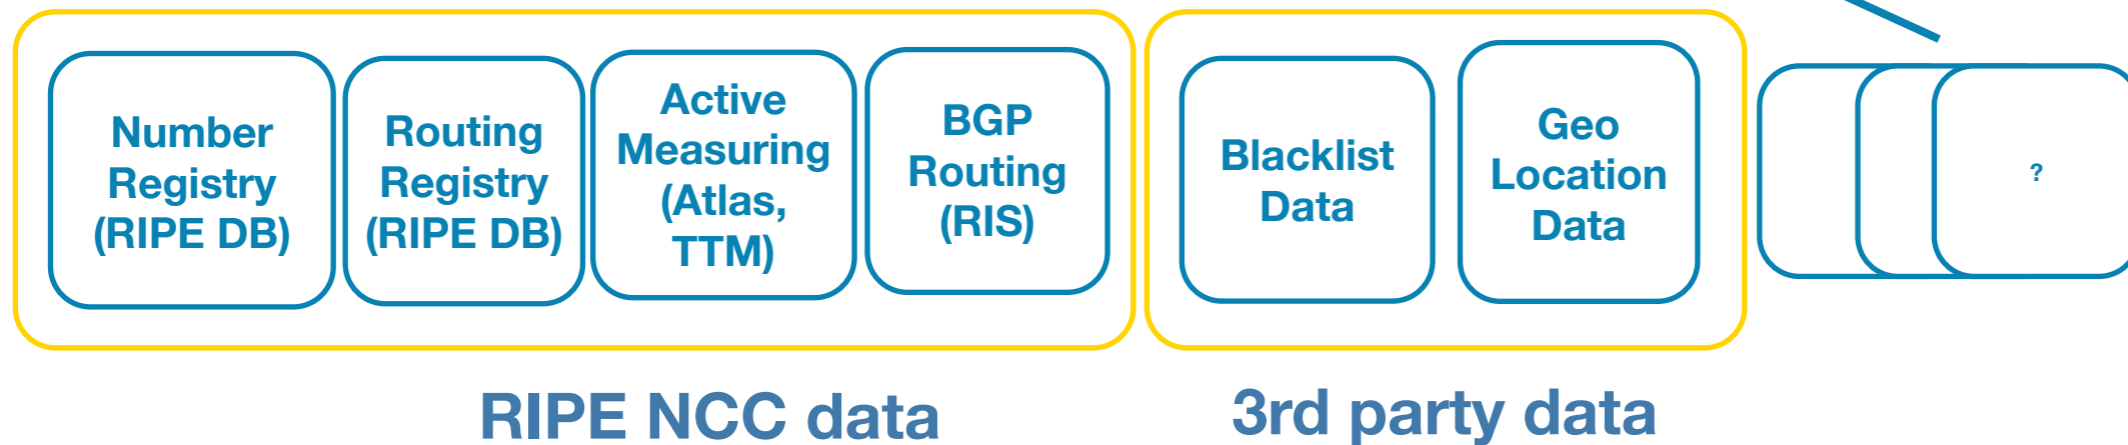 Number
Registry
(RIPE DB)
Routing
Registry
(RIPE DB)
Active
Measuring
(Atlas,
TTM)
BGP
Routing
(RIS)
Blacklist
Data
Geo
Location
Data
?
RIPE NCC data
3rd party data